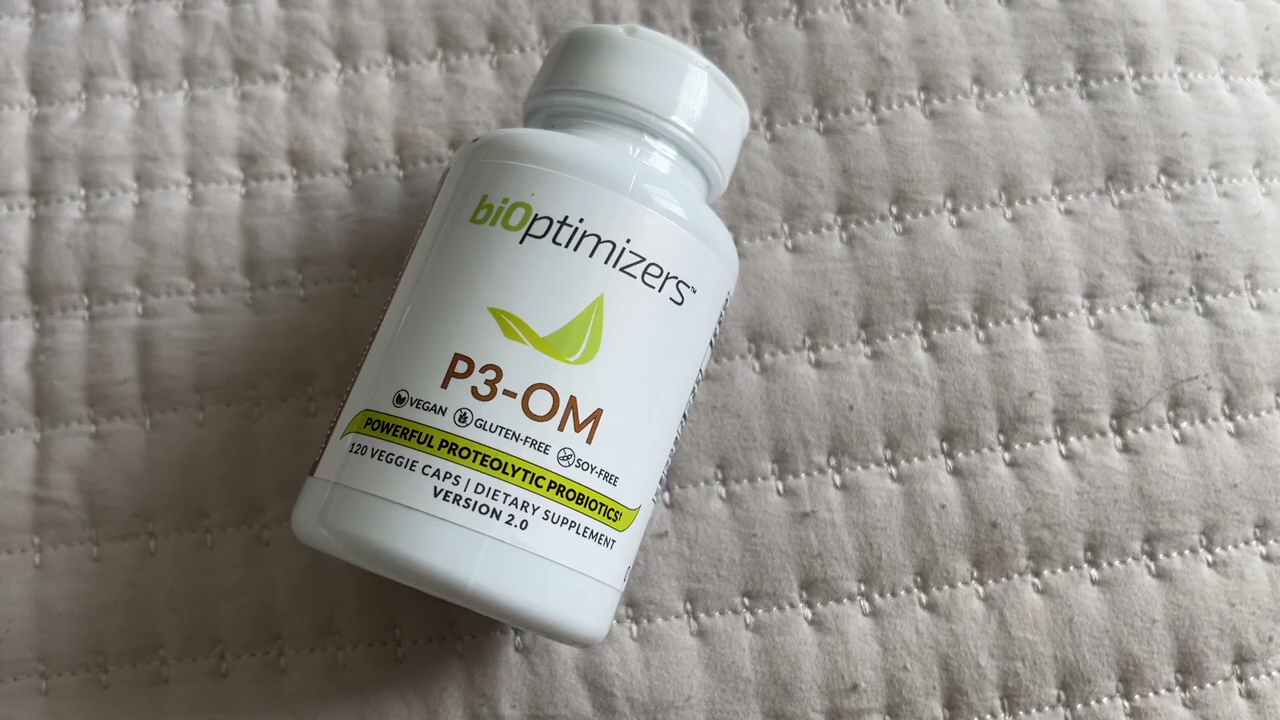 biOptimizers™
P3-OM
VEGAN GLUTEN-FREE SOY-FREE
POWERFUL PROTEOLYTIC PROBIOTICS†
120 VEGGIE CAPS | DIETARY SUPPLEMENT
VERSION 2.0